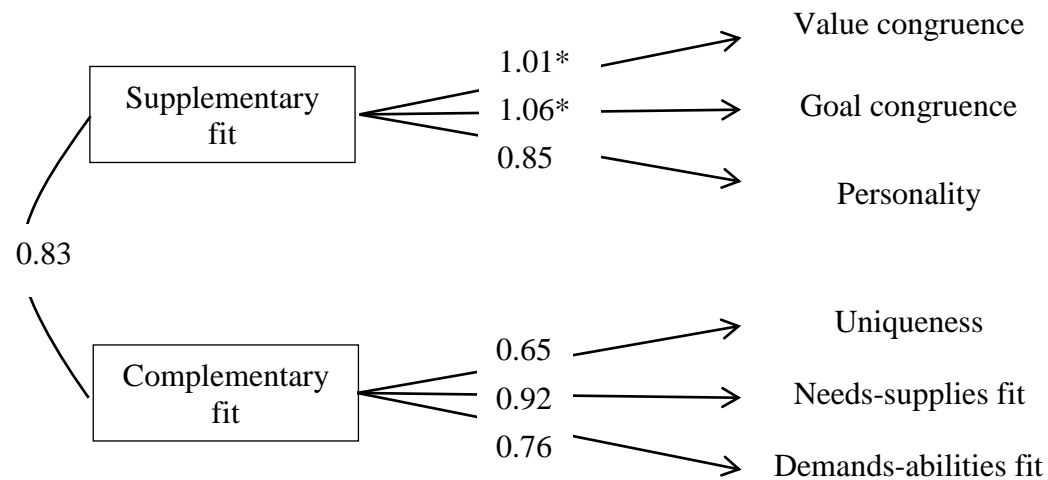 Value congruence
1.01*
Supplementary
fit
1.06*
Goal congruence
0.85
Personality
0.83
Uniqueness
0.65
Complementary
fit
0.92
Needs-supplies fit
0.76
Demands-abilities fit